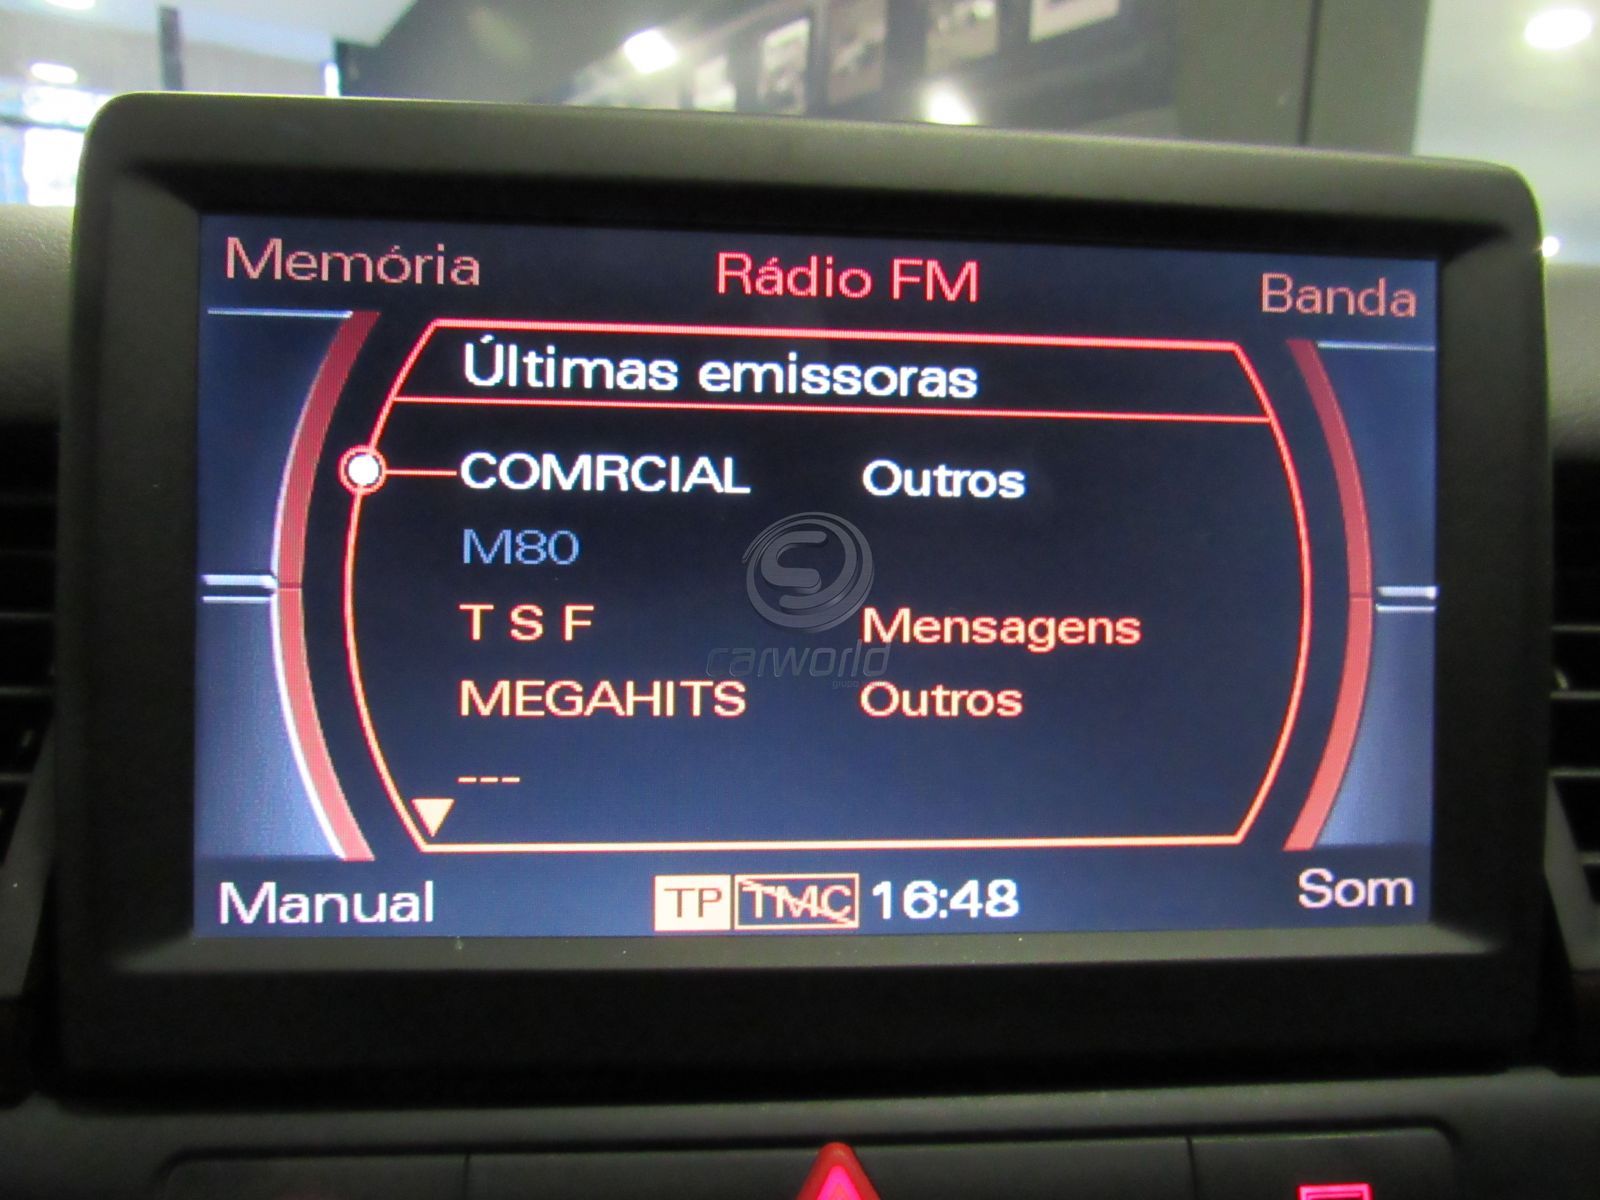 Memória Rádio FM Banda
Últimas emissoras
COMRCIAL Outros
M80
T S F Mensagens
MEGAHITS Outros
---
Manual TP TMC 16:48 Som
carworld